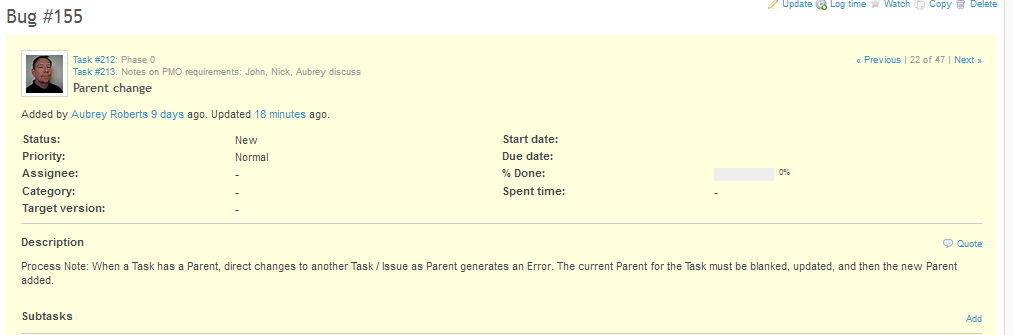 Update Log time Watch Copy Delete
Bug #155
Task #212: Phase 0
« Previous | 22 of 47 | Next »
Task #213: Notes on PMO requirements: John, Nick, Aubrey discuss
Parent change
Added by Aubrey Roberts 9 days ago. Updated 18 minutes ago.
Status: New Start date:
Priority: Normal Due date:
Assignee: - % Done: 0%
Category: - Spent time: -
Target version: -
Description Quote
Process Note: When a Task has a Parent, direct changes to another Task / Issue as Parent generates an Error. The current Parent for the Task must be blanked, updated, and then the new Parent
added.
Subtasks Add